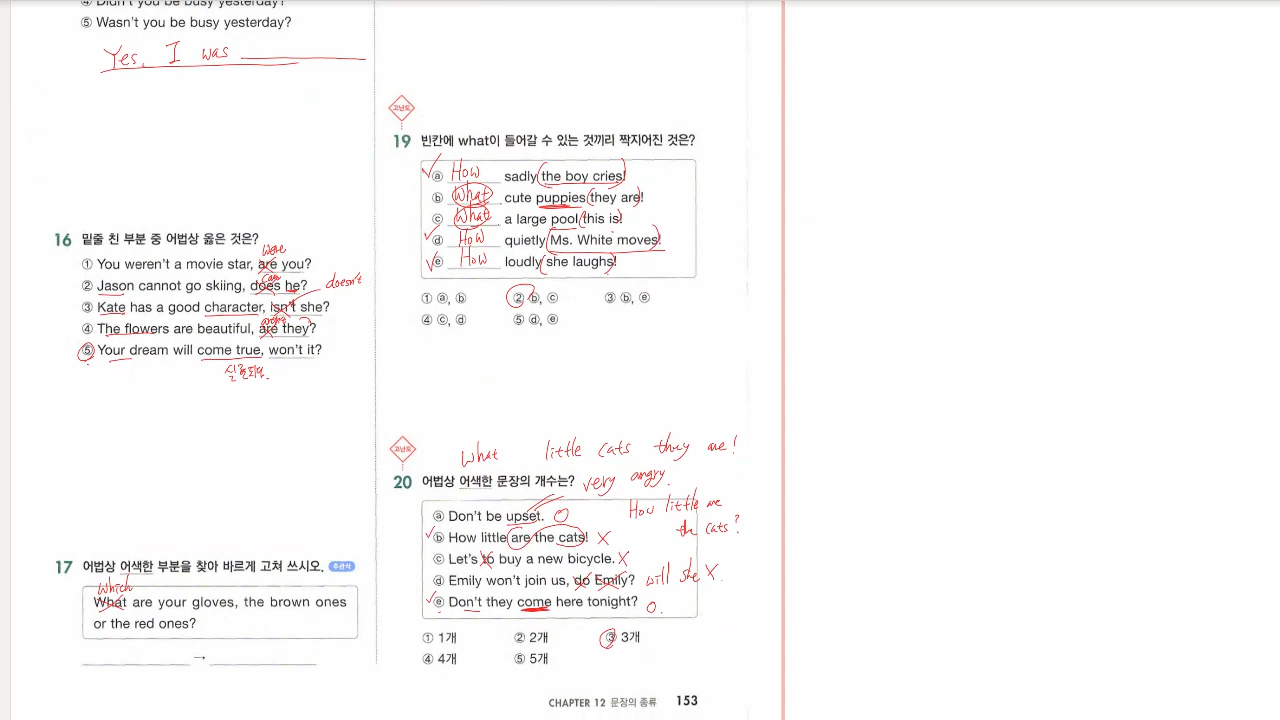 ④ Didn't you be busy yesterday?
⑤ Wasn't you be busy yesterday?
Yes, I was
16 밑줄 친 부분 중 어법상 옳은 것은?
were
① You weren't a movie star, are you?
can
② Jason cannot go skiing, does he?
doesn't
③ Kate has a good character, isn't she?
aren't
④ The flowers are beautiful, are they?
⑤ Your dream will come true, won't it?
17 어법상 어색한 부분을 찾아 바르게 고쳐 쓰시오. 주관식
which
What are your gloves, the brown ones
or the red ones?
→
고난도
19 빈칸에 what이 들어갈 수 있는 것끼리 짝지어진 것은?
ⓐ How sadly the boy cries!
ⓑ What cute puppies they are!
ⓒ What a large pool this is!
ⓓ How quietly Ms. White moves!
ⓔ How loudly she laughs!
① ⓐ, ⓑ ② ⓑ, ⓒ ③ ⓑ, ⓔ
④ ⓒ, ⓓ ⑤ ⓓ, ⓔ
What little cats they are!
고난도
20 어법상 어색한 문장의 개수는? very angry.
How little are
the cats?
ⓐ Don't be upset. O
ⓑ How little are the cats! X
ⓒ Let's to buy a new bicycle. X
ⓓ Emily won't join us, do Emily? will she X
ⓔ Don't they come here tonight? O
① 1개 ② 2개 ③ 3개
④ 4개 ⑤ 5개
CHAPTER 12 문장의 종류 153